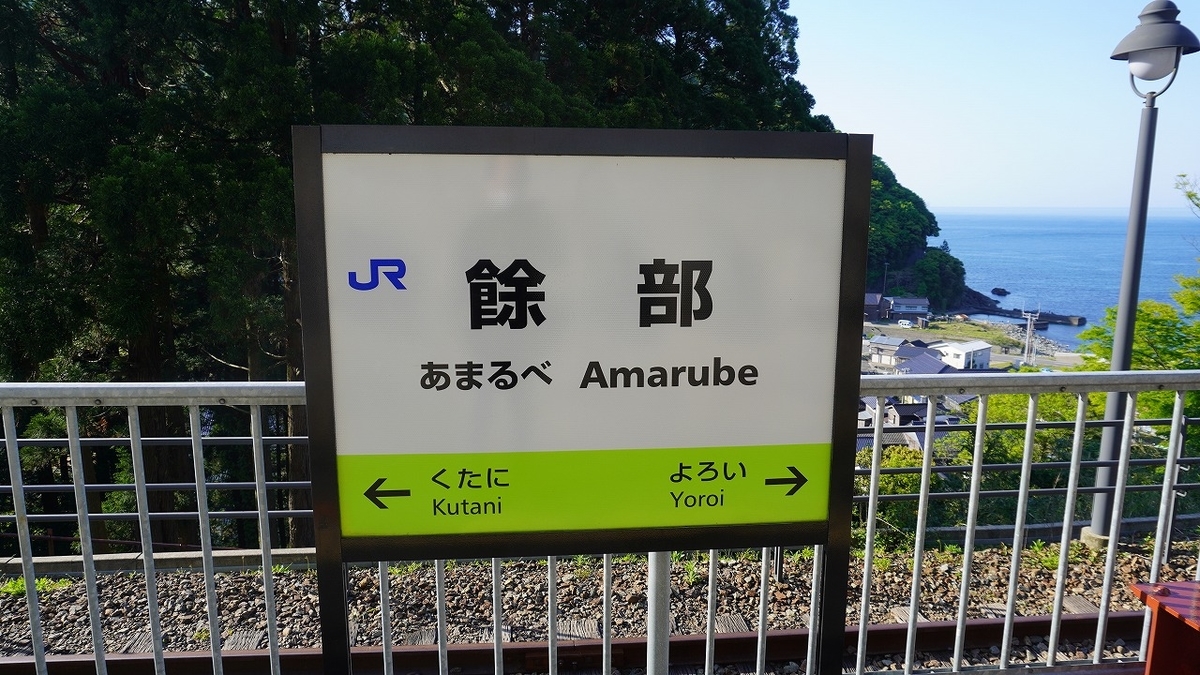 JR 餘部
あまるべ Amarube
← くたに よろい →
Kutani Yoroi